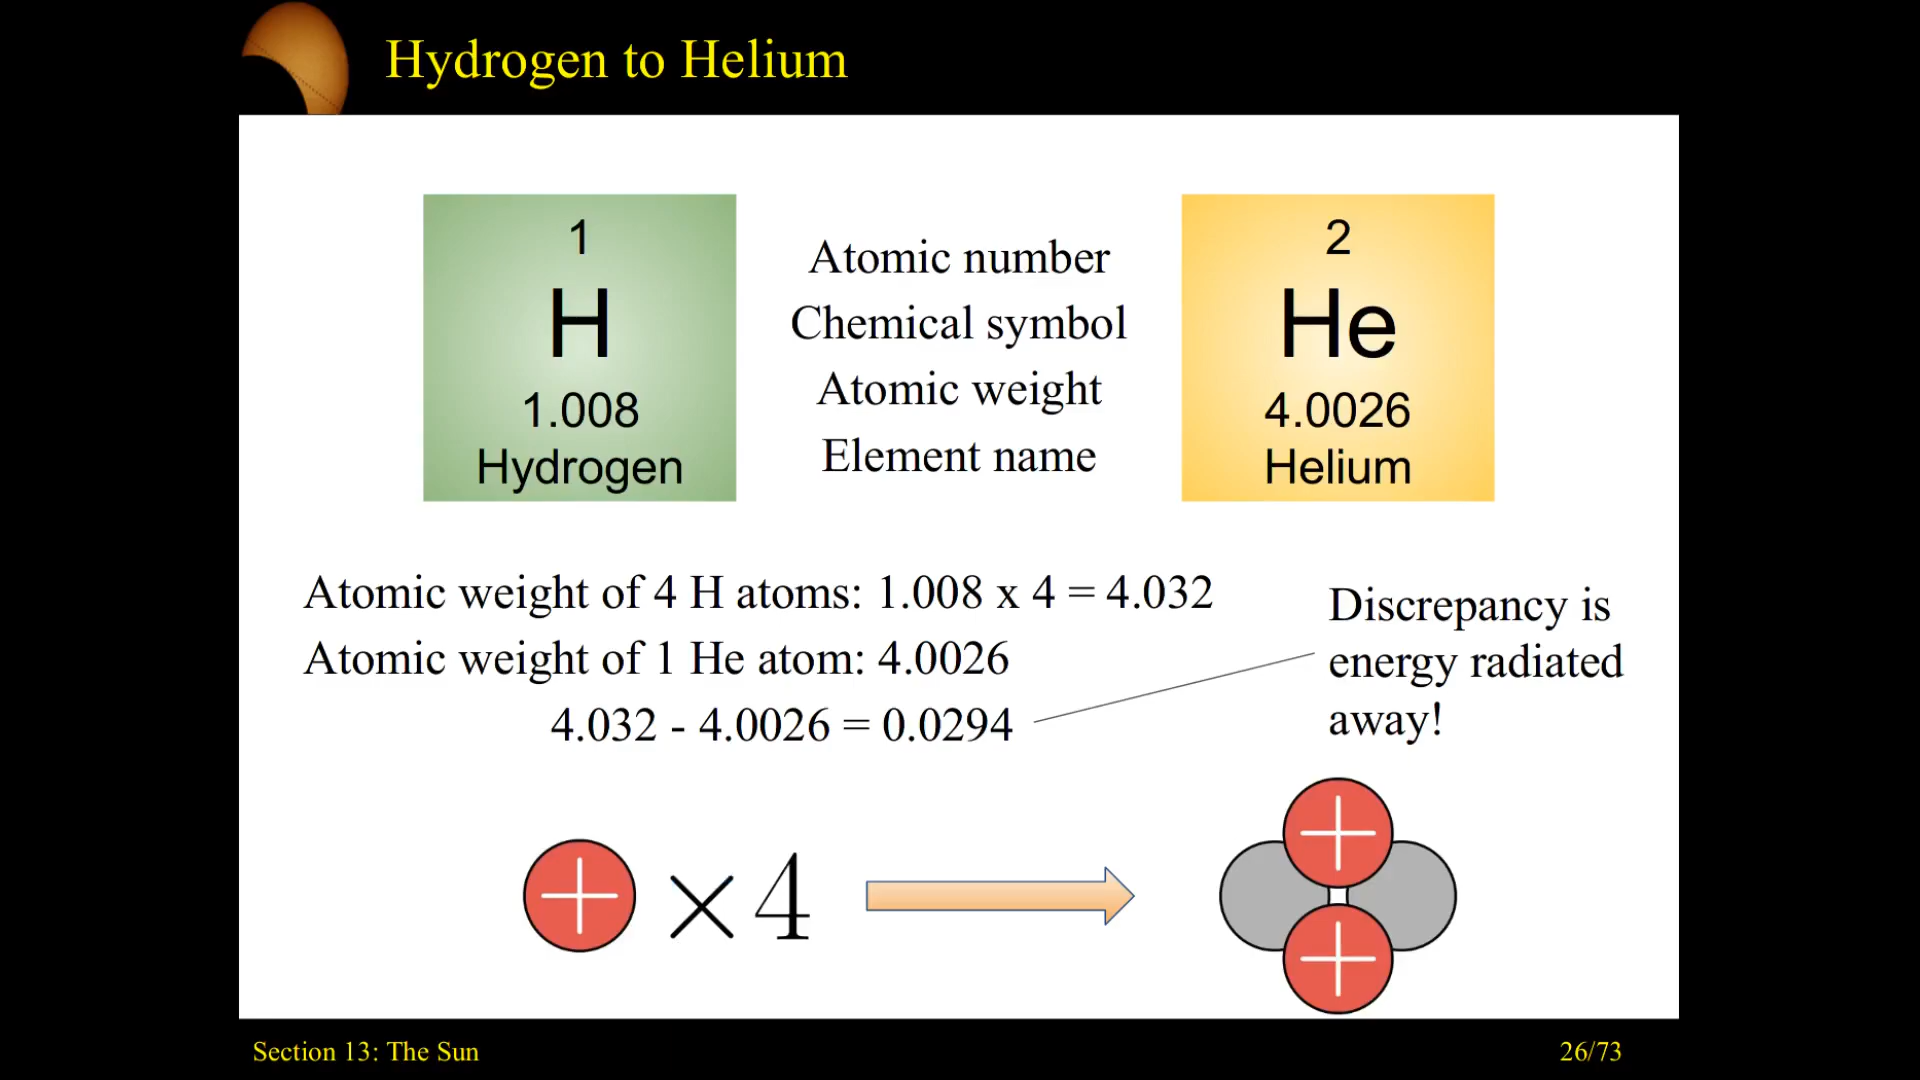 Hydrogen to Helium
1
H
1.008
Hydrogen
Atomic number
Chemical symbol
Atomic weight
Element name
2
He
4.0026
Helium
Atomic weight of 4 H atoms: 1.008 x 4 = 4.032
Atomic weight of 1 He atom: 4.0026
4.032 - 4.0026 = 0.0294
Discrepancy is
energy radiated
away!
+ × 4
+
+
Section 13: The Sun
26/73